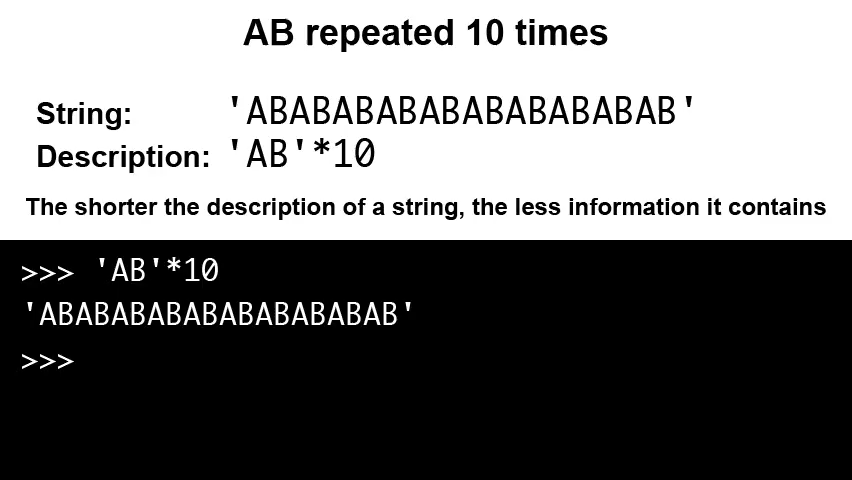 AB repeated 10 times
String: 'ABABABABABABABABABAB'
Description: 'AB'*10
The shorter the description of a string, the less information it contains
>>> 'AB'*10
'ABABABABABABABABABAB'
>>>